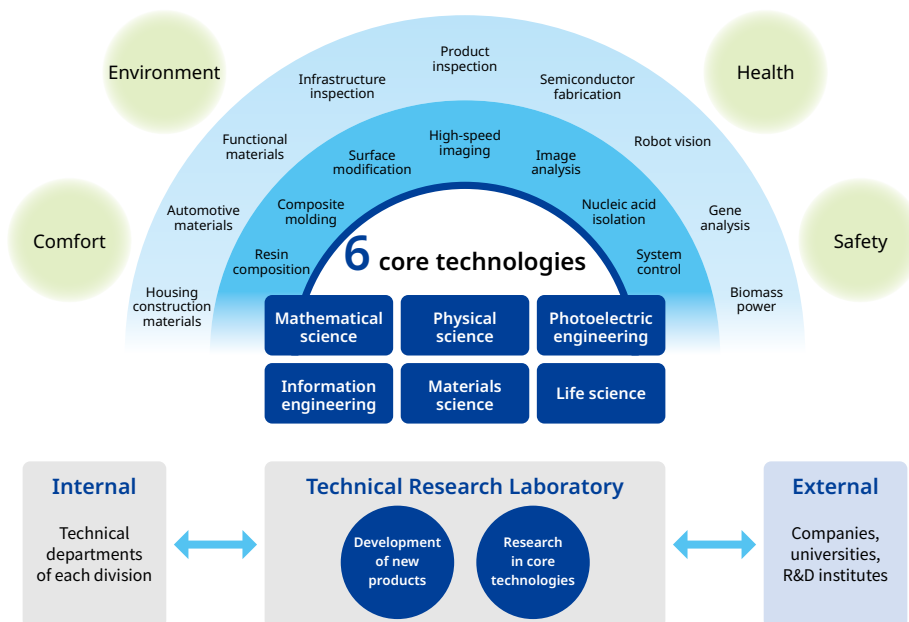 Environment
Health
Comfort
Safety
Product
inspection
Infrastructure
inspection
Semiconductor
fabrication
Functional
materials
Robot vision
Automotive
materials
Gene
analysis
Housing
construction
materials
Biomass
power
High-speed
imaging
Surface
modification
Image
analysis
Composite
molding
Nucleic acid
isolation
Resin
composition
System
control
6 core technologies
Mathematical
science
Physical
science
Photoelectric
engineering
Information
engineering
Materials
science
Life science
Internal
Technical
departments
of each division
Technical Research Laboratory
Development
of new
products
Research
in core
technologies
External
Companies,
universities,
R&D institutes